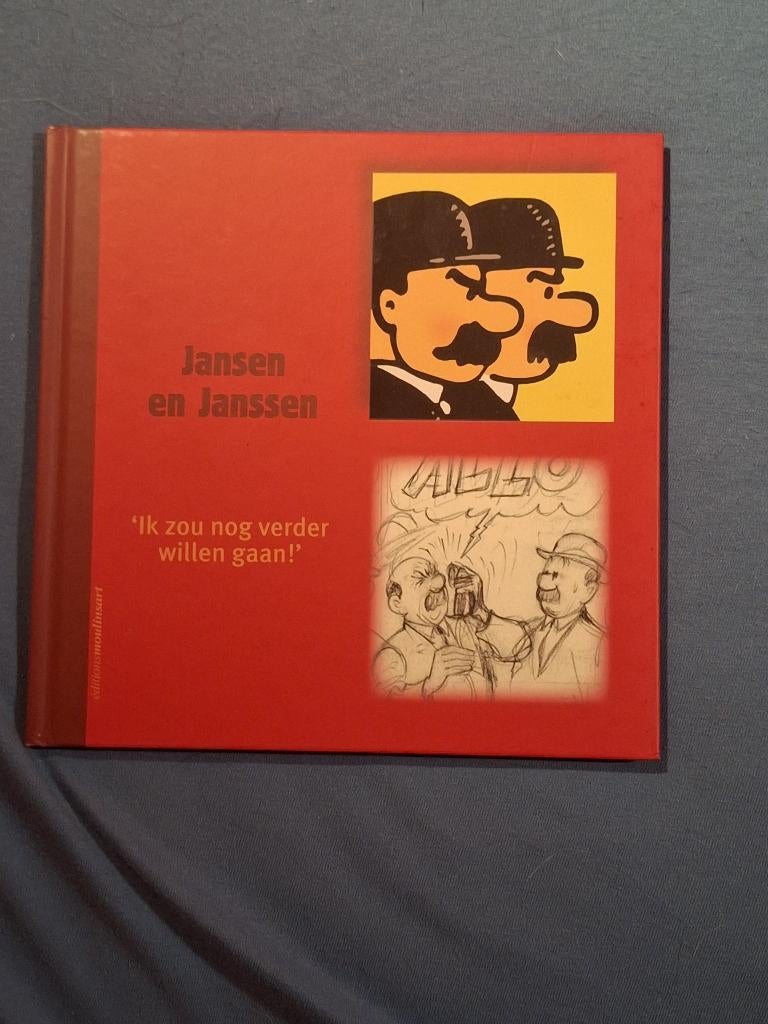 Jansen
en Janssen
'Ik zou nog verder
willen gaan!'
éditionsmoulinsart
ALLO